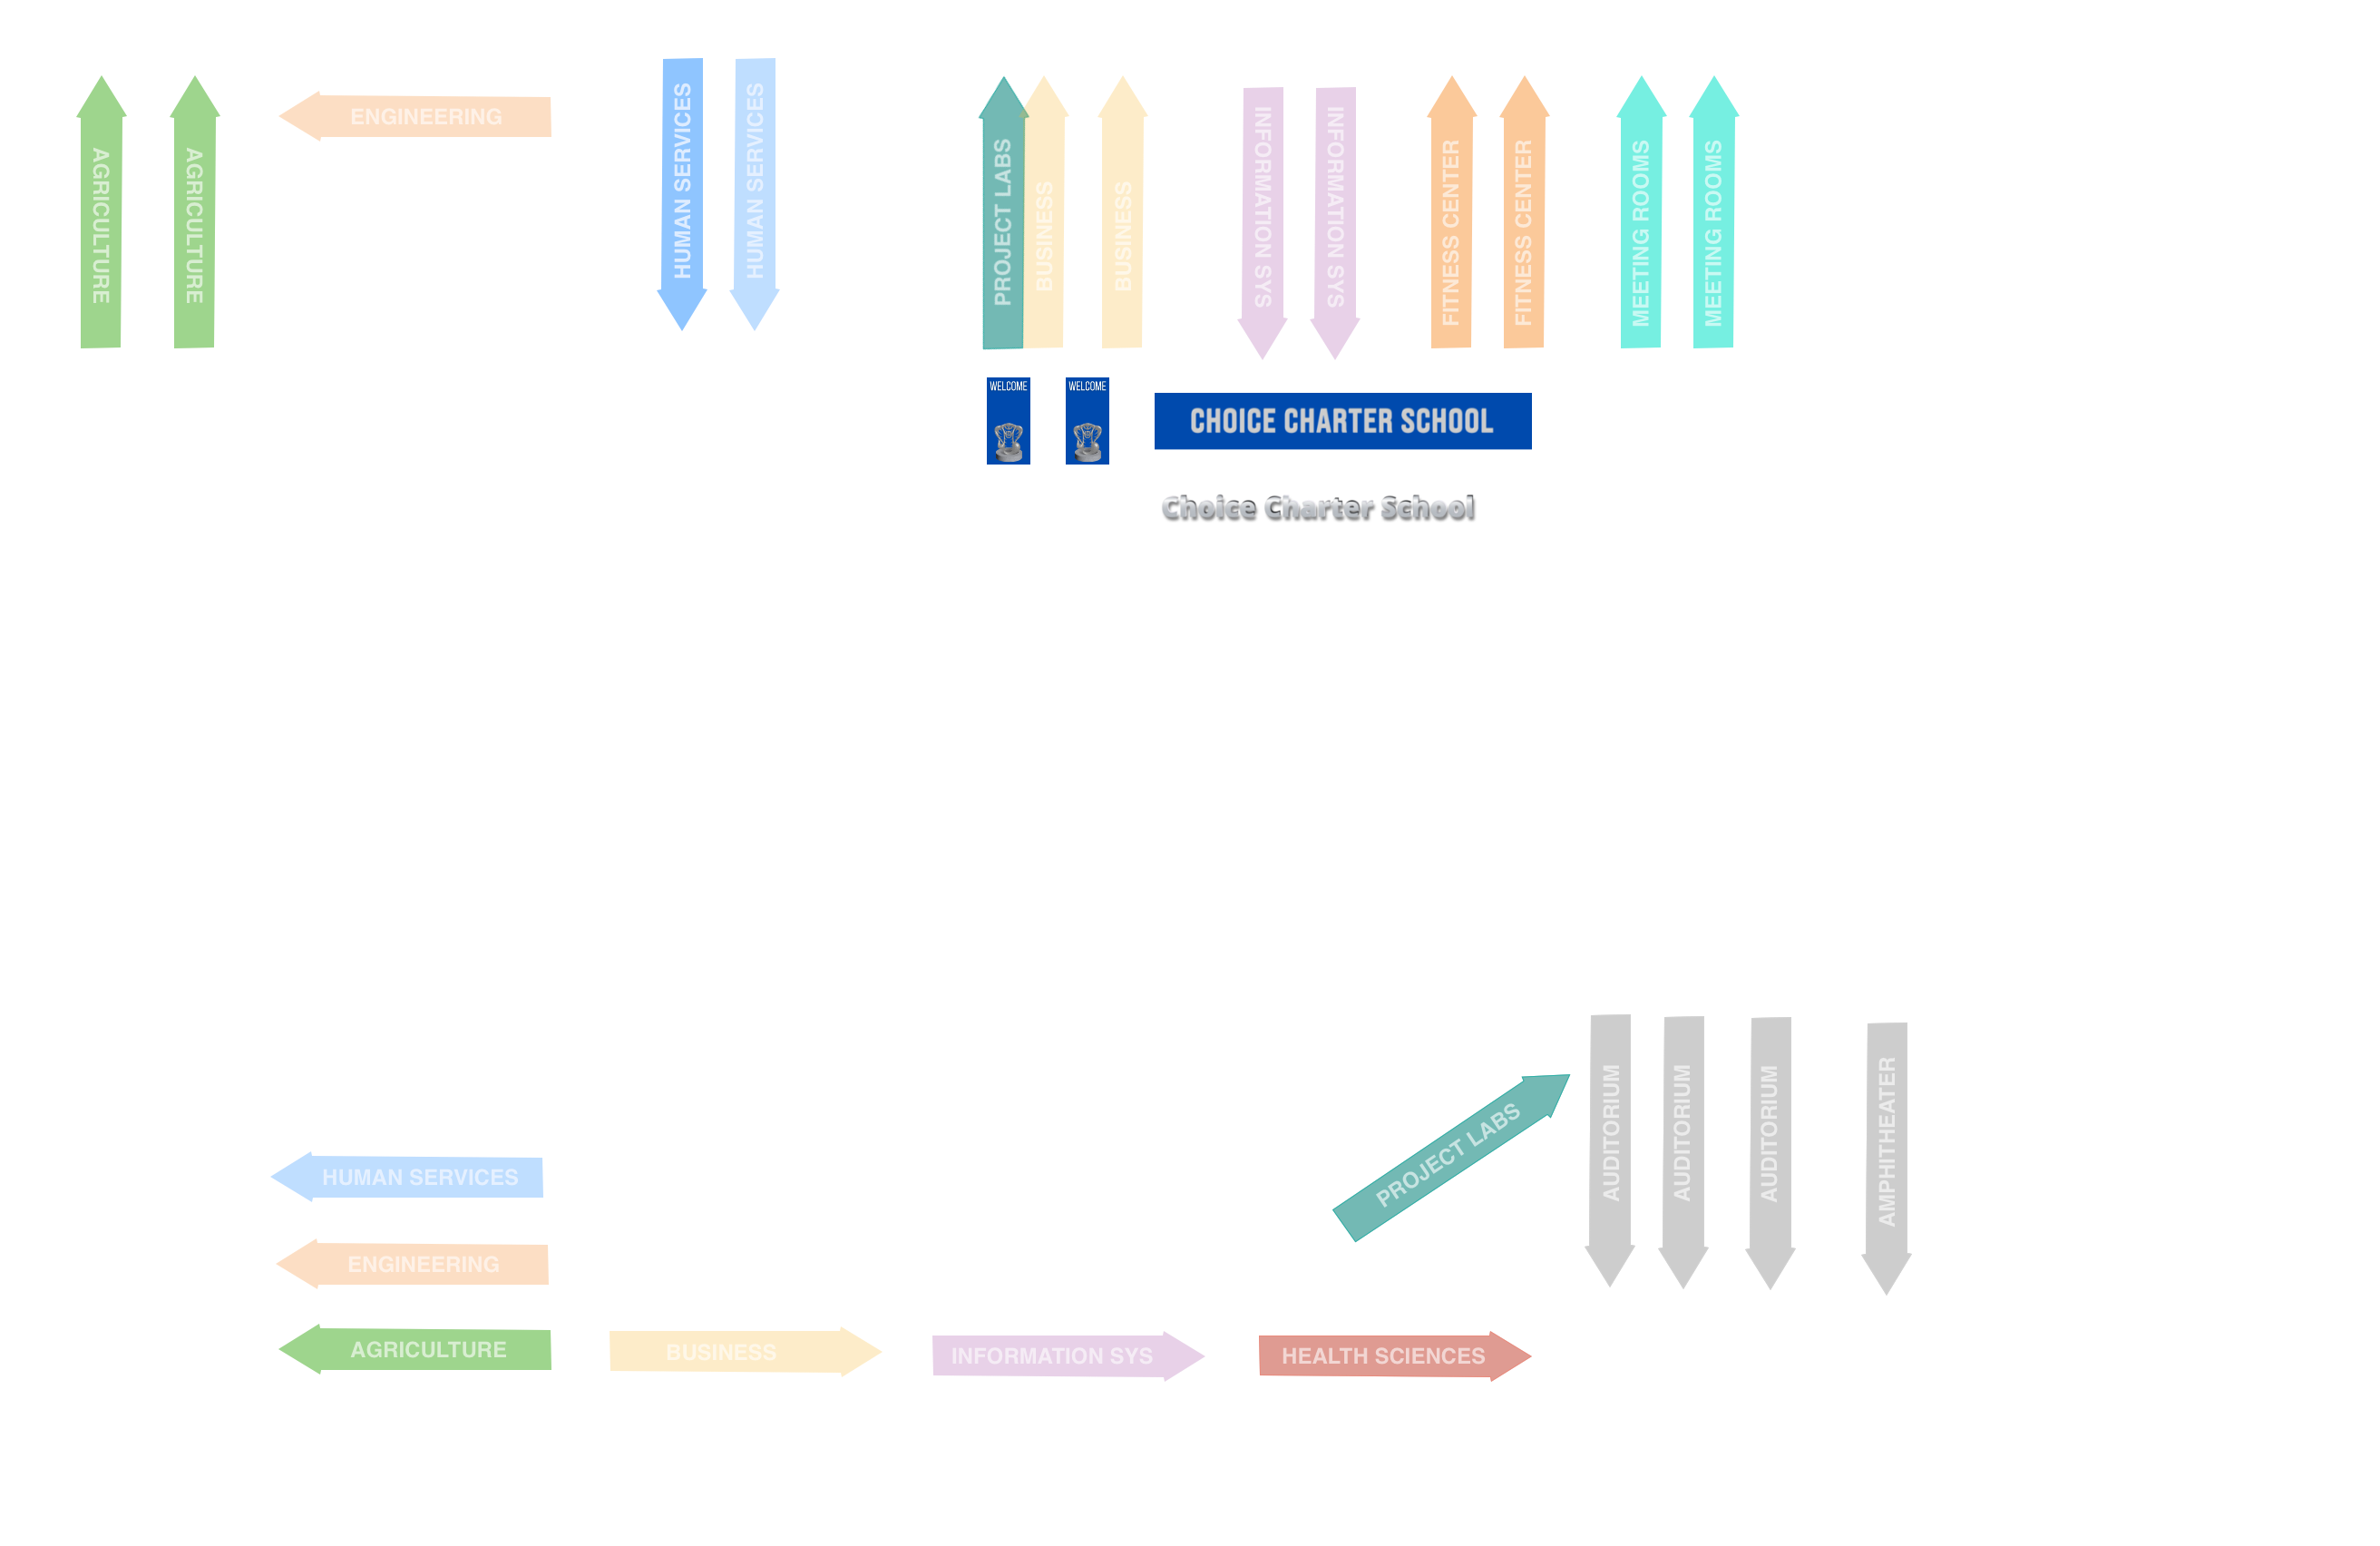 AGRICULTURE
AGRICULTURE
ENGINEERING
HUMAN SERVICES
HUMAN SERVICES
PROJECT LABS
BUSINESS
BUSINESS
INFORMATION SYS
INFORMATION SYS
FITNESS CENTER
FITNESS CENTER
MEETING ROOMS
MEETING ROOMS
WELCOME
WELCOME
CHOICE CHARTER SCHOOL
Choice Charter School
PROJECT LABS
AUDITORIUM
AUDITORIUM
AUDITORIUM
AMPHITHEATER
HUMAN SERVICES
ENGINEERING
AGRICULTURE
BUSINESS
INFORMATION SYS
HEALTH SCIENCES